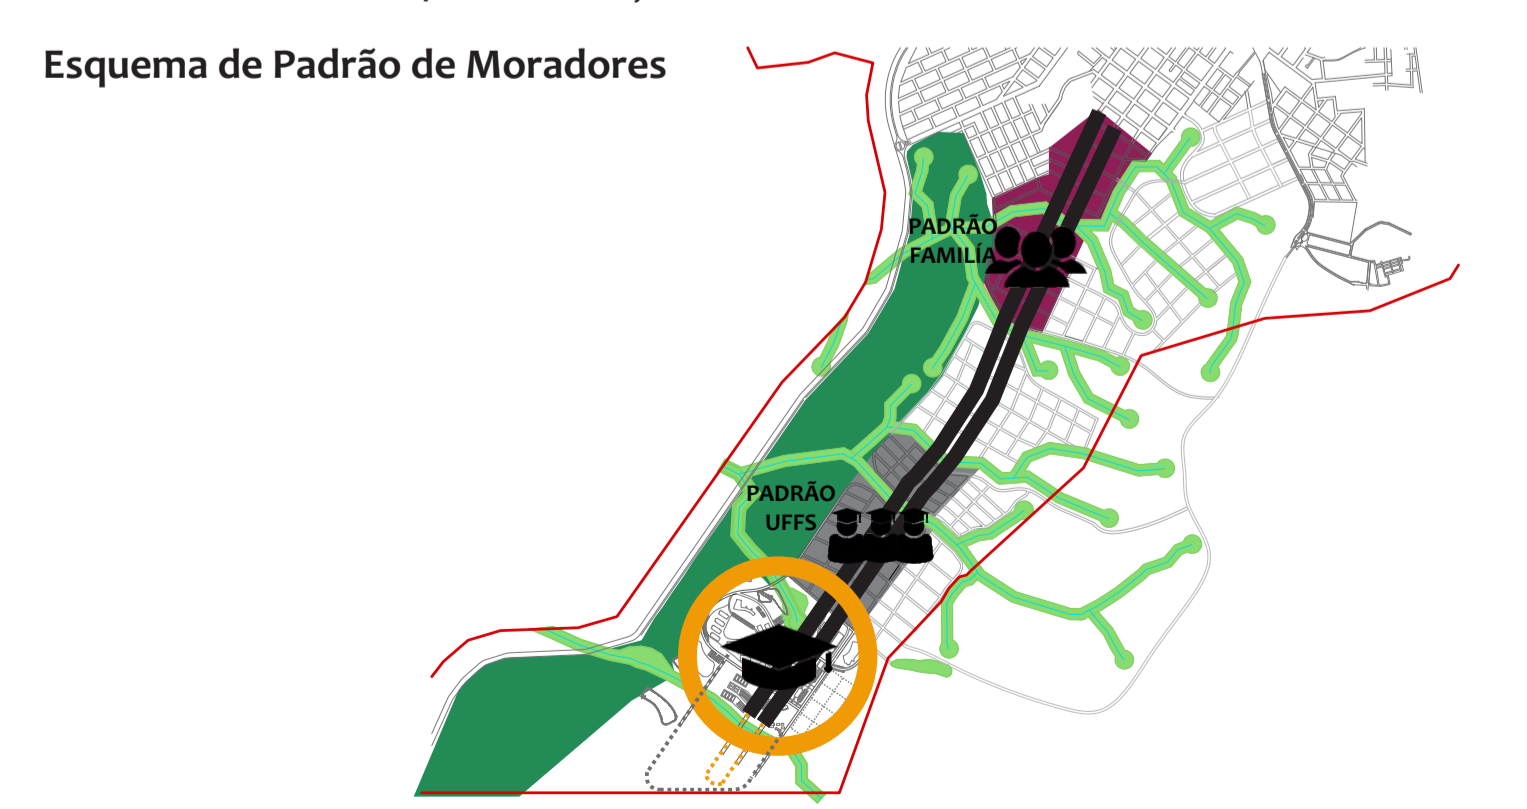 Esquema de Padrão de Moradores
PADRÃO
FAMILÍA
PADRÃO
UFFS